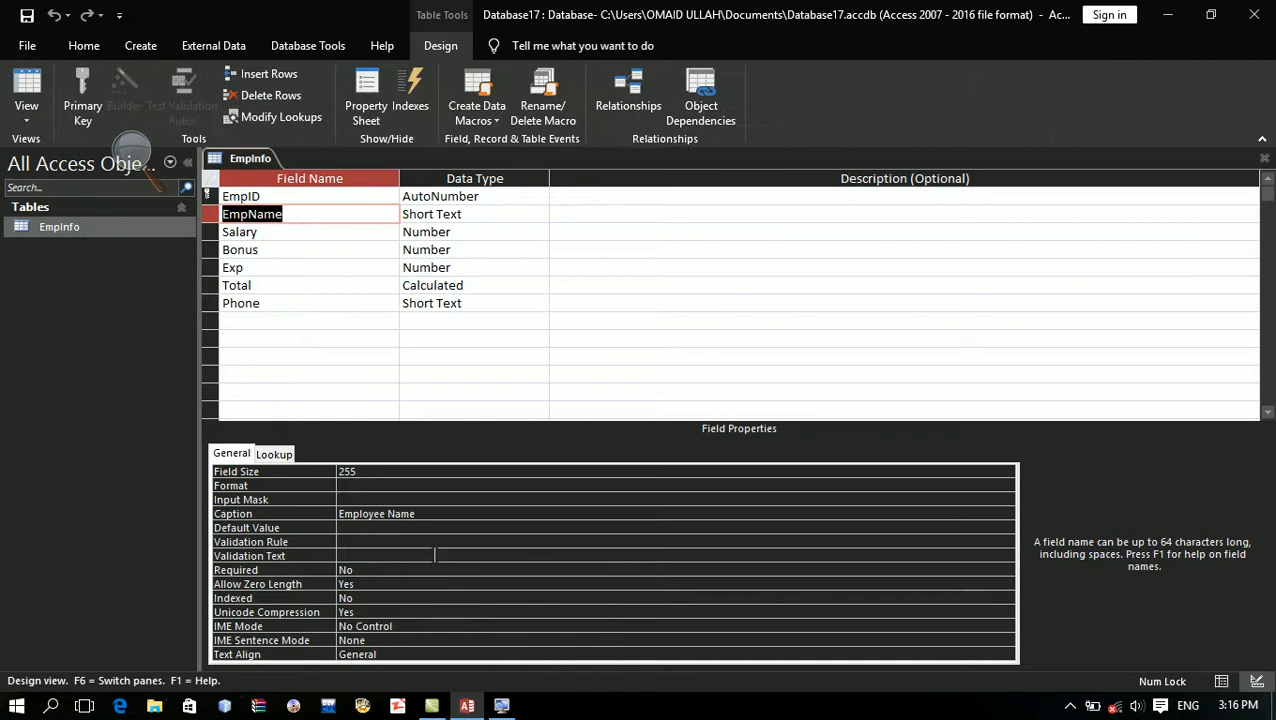 Table Tools
Database17 : Database- C:\Users\OMAID ULLAH\Documents\Database17.accdb (Access 2007 - 2016 file format) - Ac...
Sign in
File Home Create External Data Database Tools Help Design Tell me what you want to do
View
Views
Primary Key
Builder
Test Validation Rules
Insert Rows
Delete Rows
Modify Lookups
Tools
Property Sheet
Indexes
Show/Hide
Create Data Macros
Rename/ Delete Macro
Field, Record & Table Events
Relationships
Object Dependencies
Relationships
All Access Obje...
Search...
Tables
EmpInfo
EmpInfo
Field Name Data Type Description (Optional)
EmpID AutoNumber
EmpName Short Text
Salary Number
Bonus Number
Exp Number
Total Calculated
Phone Short Text
Field Properties
General Lookup
Field Size 255
Format
Input Mask
Caption Employee Name
Default Value
Validation Rule
Validation Text
Required No
Allow Zero Length Yes
Indexed No
Unicode Compression Yes
IME Mode No Control
IME Sentence Mode None
Text Align General
A field name can be up to 64 characters long,
including spaces. Press F1 for help on field
names.
Design view. F6 = Switch panes. F1 = Help.
Num Lock
ENG 3:16 PM